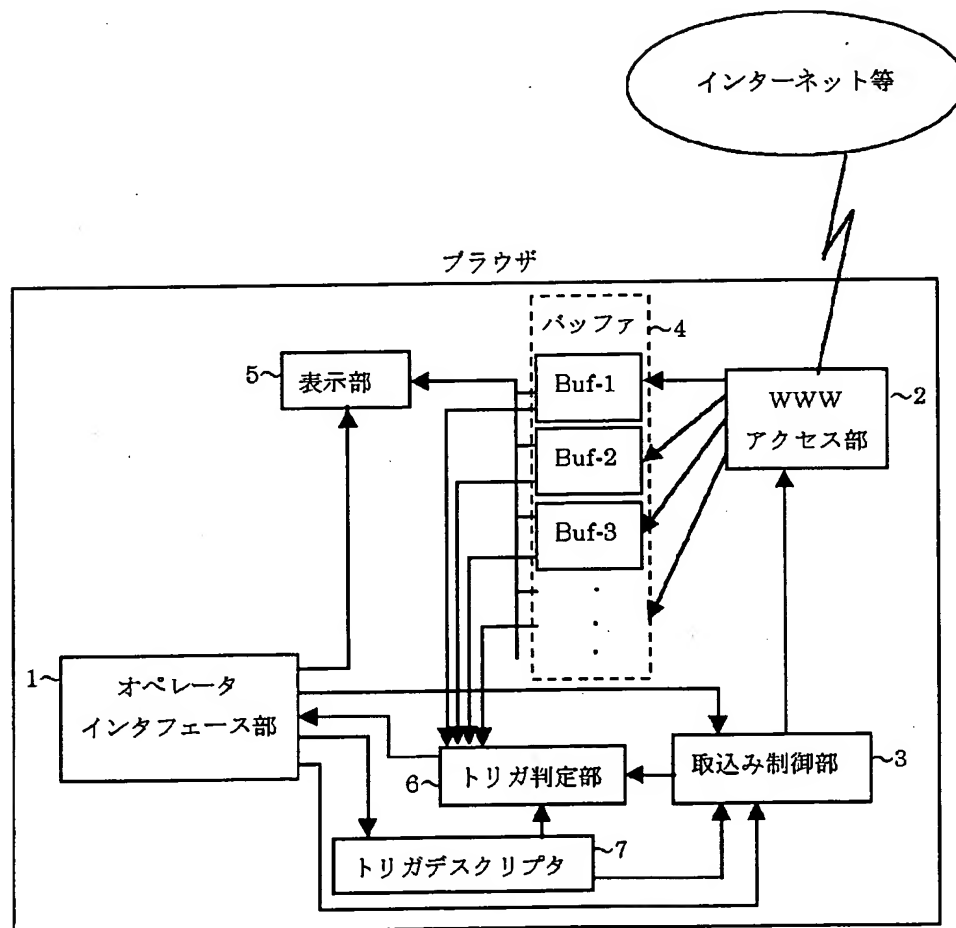 インターネット等
ブラウザ
バッファ
~4
5~
表示部
Buf-1
WWW
アクセス部
~2
Buf-2
Buf-3
1~
オペレータ
インタフェース部
6~
トリガ判定部
取込み制御部
~3
トリガデスクリプタ
~7